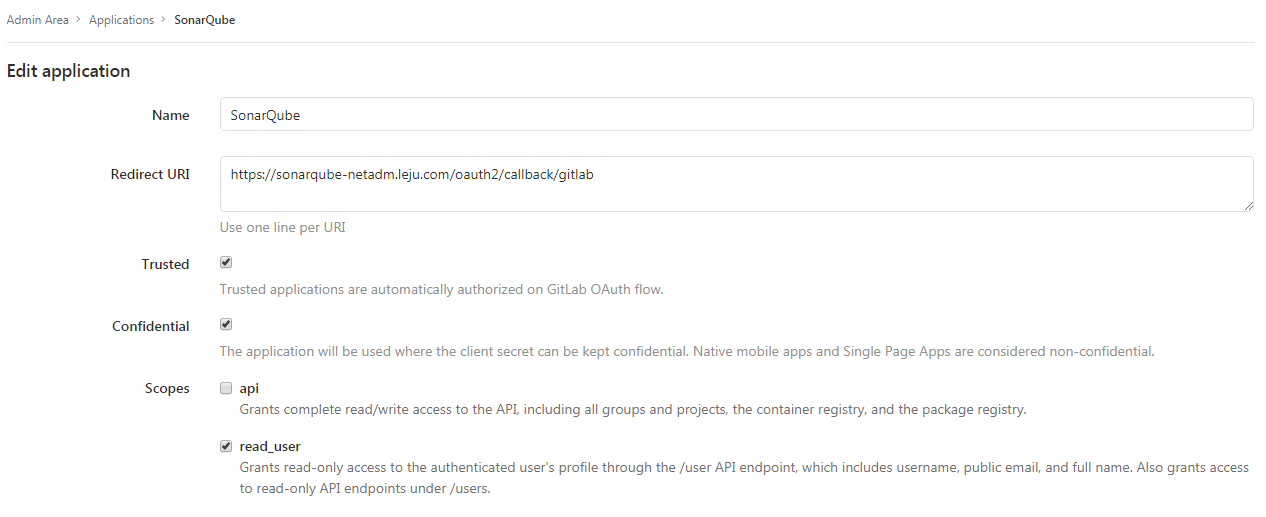 Admin Area > Applications > SonarQube
Edit application
Name SonarQube
Redirect URI https://sonarqube-netadm.leju.com/oauth2/callback/gitlab
Use one line per URI
Trusted
Trusted applications are automatically authorized on GitLab OAuth flow.
Confidential
The application will be used where the client secret can be kept confidential. Native mobile apps and Single Page Apps are considered non-confidential.
Scopes api
Grants complete read/write access to the API, including all groups and projects, the container registry, and the package registry.
read_user
Grants read-only access to the authenticated user's profile through the /user API endpoint, which includes username, public email, and full name. Also grants access
to read-only API endpoints under /users.